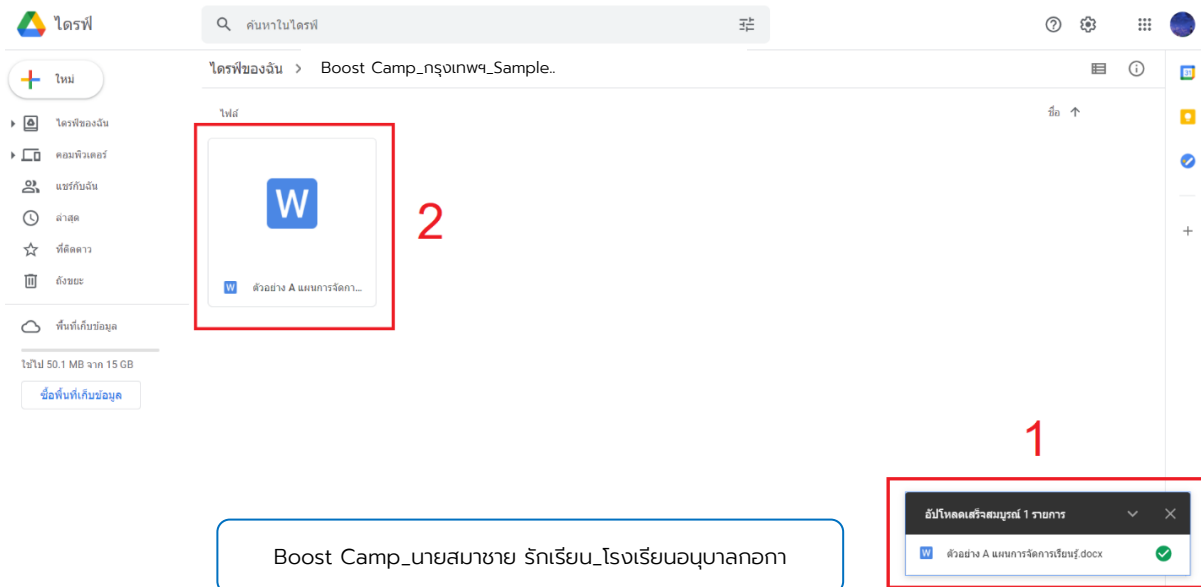 ไดรฟ์
ค้นหาในไดรฟ์
ใหม่
ไดรฟ์ของฉัน > Boost Camp_กรุงเทพฯ_Sample..
ไฟล์
ชื่อ
ไดรฟ์ของฉัน
คอมพิวเตอร์
แชร์กับฉัน
ล่าสุด
ที่ติดดาว
ถังขยะ
พื้นที่เก็บข้อมูล
ใช้ไป 50.1 MB จาก 15 GB
ซื้อพื้นที่เก็บข้อมูล
W
W ตัวอย่าง A แผนการจัดกา...
2
1
อัปโหลดเสร็จสมบูรณ์ 1 รายการ
W ตัวอย่าง A แผนการจัดการเรียนรู้.docx
Boost Camp_นายสมาชาย รักเรียน_โรงเรียนอนุบาลกอกา
31